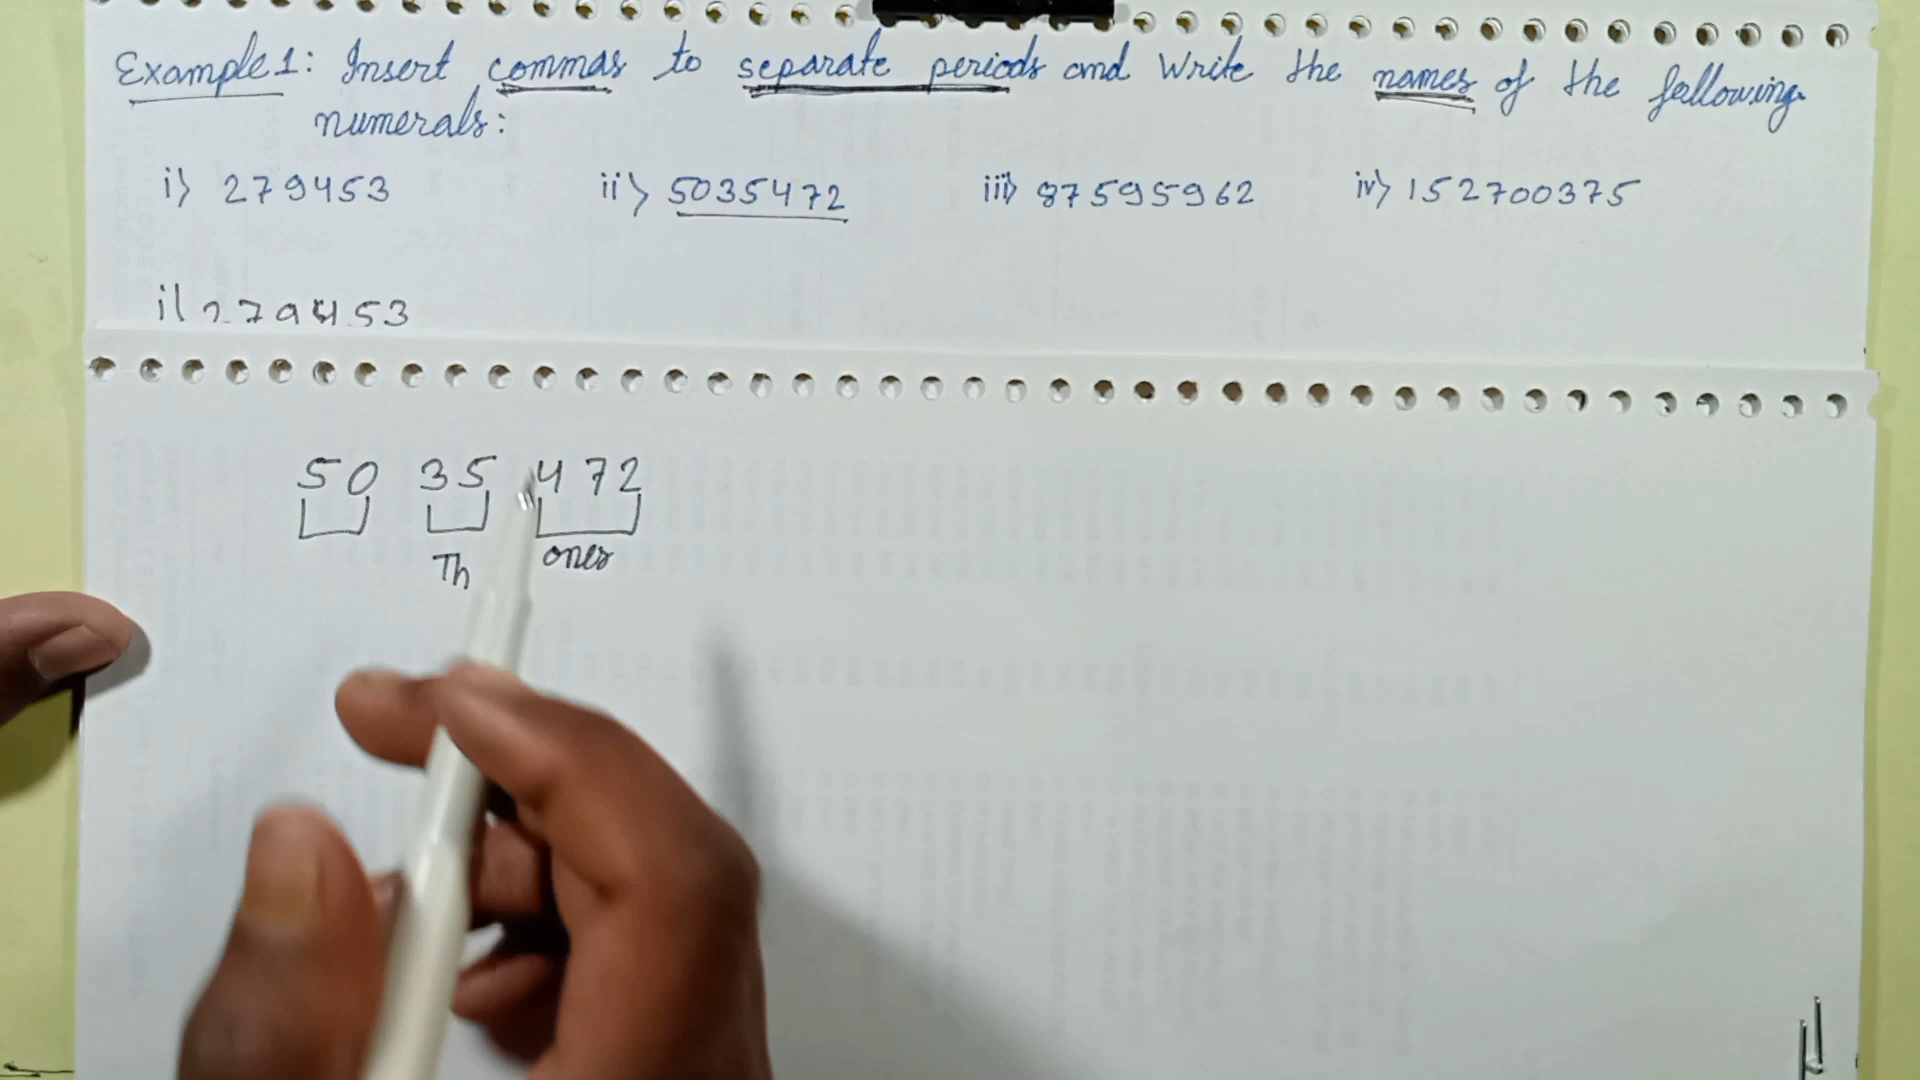 Example 1: Insert commas to separate periods and Write the names of the fallowing
numerals:
i) 279453 ii) 5035472 iii) 87595962 iv) 152700375
i) 279453
50 35 472
Th ones